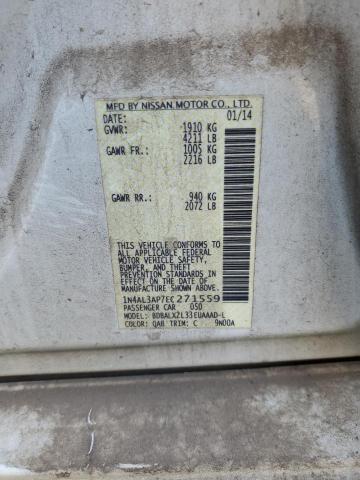 MFD BY NISSAN MOTOR CO., LTD.
DATE: 01/14
GVWR: 1910 KG
4211 LB
GAWR FR.: 1005 KG
2216 LB
GAWR RR.: 940 KG
2072 LB
THIS VEHICLE CONFORMS TO ALL
APPLICABLE FEDERAL
MOTOR VEHICLE SAFETY,
BUMPER, AND THEFT
PREVENTION STANDARDS IN
EFFECT ON THE DATE OF
MANUFACTURE SHOWN ABOVE.
1N4AL3AP7EC271559
PASSENGER CAR 050
MODEL: BDBALXZL33EUAAAD-L
COLOR: QAB TRIM: C 9N00A